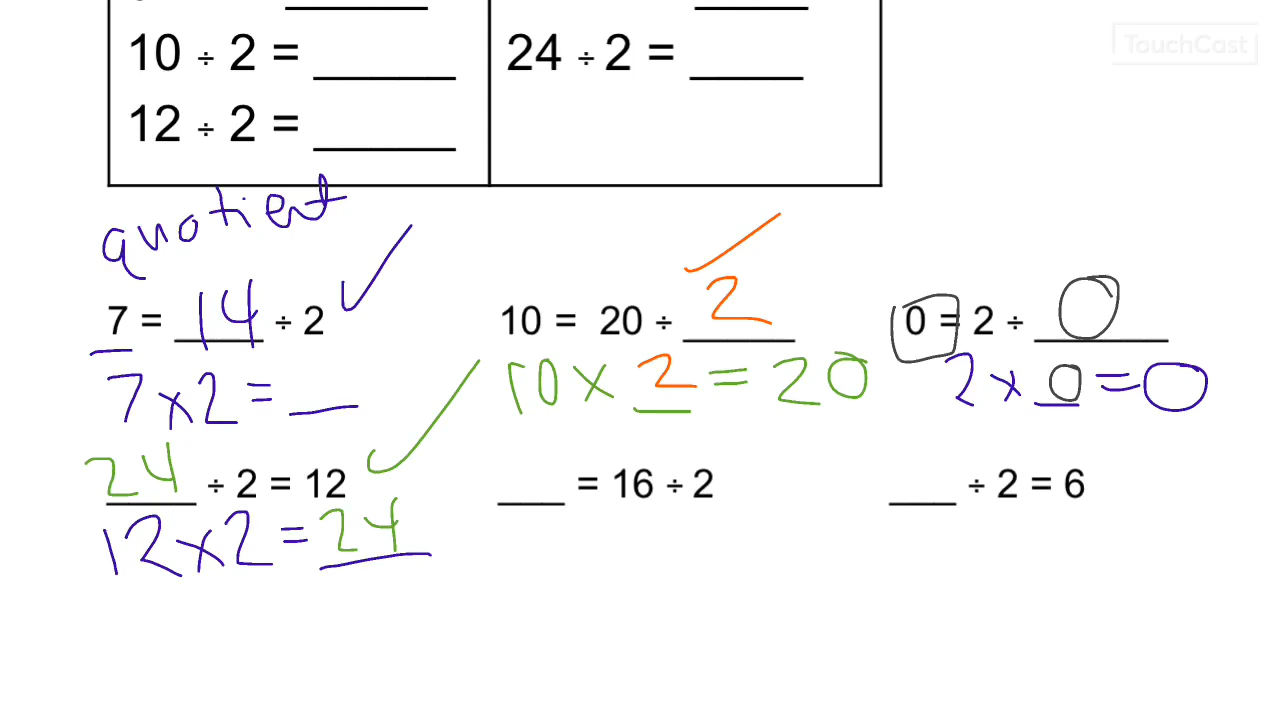 TouchCast
10 ÷ 2 = _____
12 ÷ 2 = _____
24 ÷ 2 = ____
quotient
7 = 14 ÷ 2
7 x 2 = __
10 = 20 ÷ 2
10 x 2 = 20
0 = 2 ÷ 0
2 x 0 = 0
24 ÷ 2 = 12
12 x 2 = 24
___ = 16 ÷ 2
___ ÷ 2 = 6